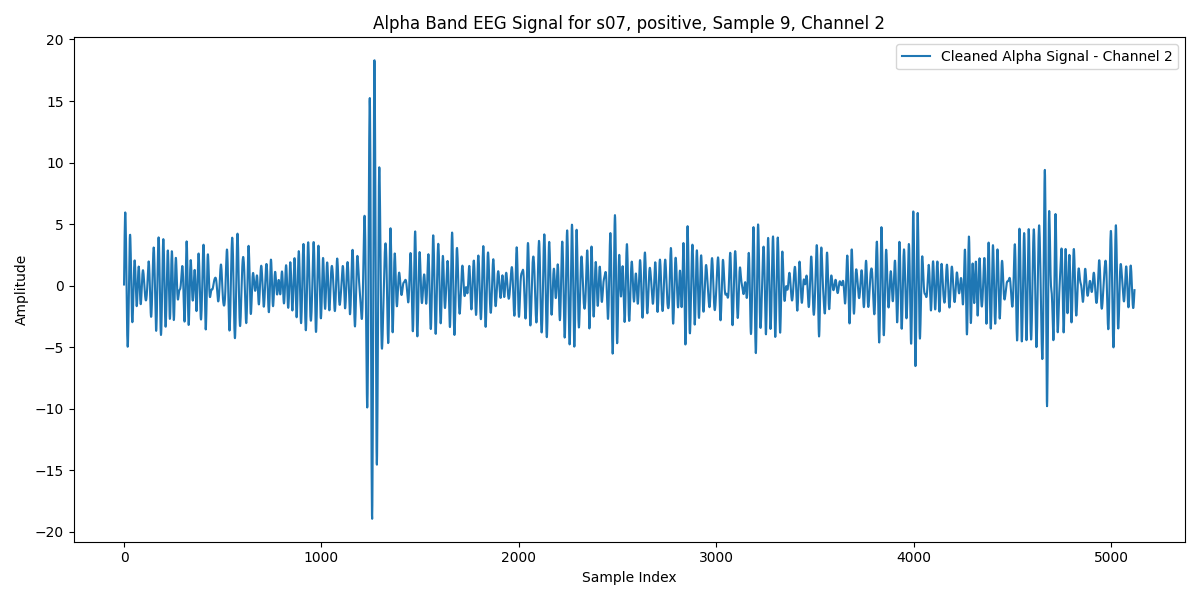 Alpha Band EEG Signal for s07, positive, Sample 9, Channel 2
Cleaned Alpha Signal - Channel 2
20
15
10
5
0
−5
−10
−15
−20
Amplitude
0 1000 2000 3000 4000 5000
Sample Index